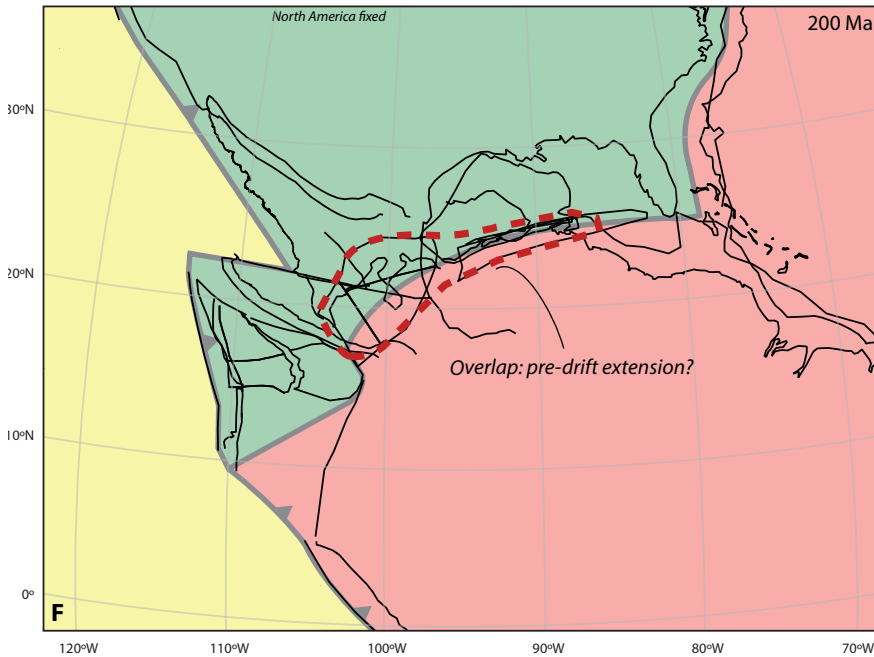 North America fixed
200 Ma
30ºN
20ºN
Overlap: pre-drift extension?
10ºN
0º
F
120ºW
110ºW
100ºW
90ºW
80ºW
70ºW